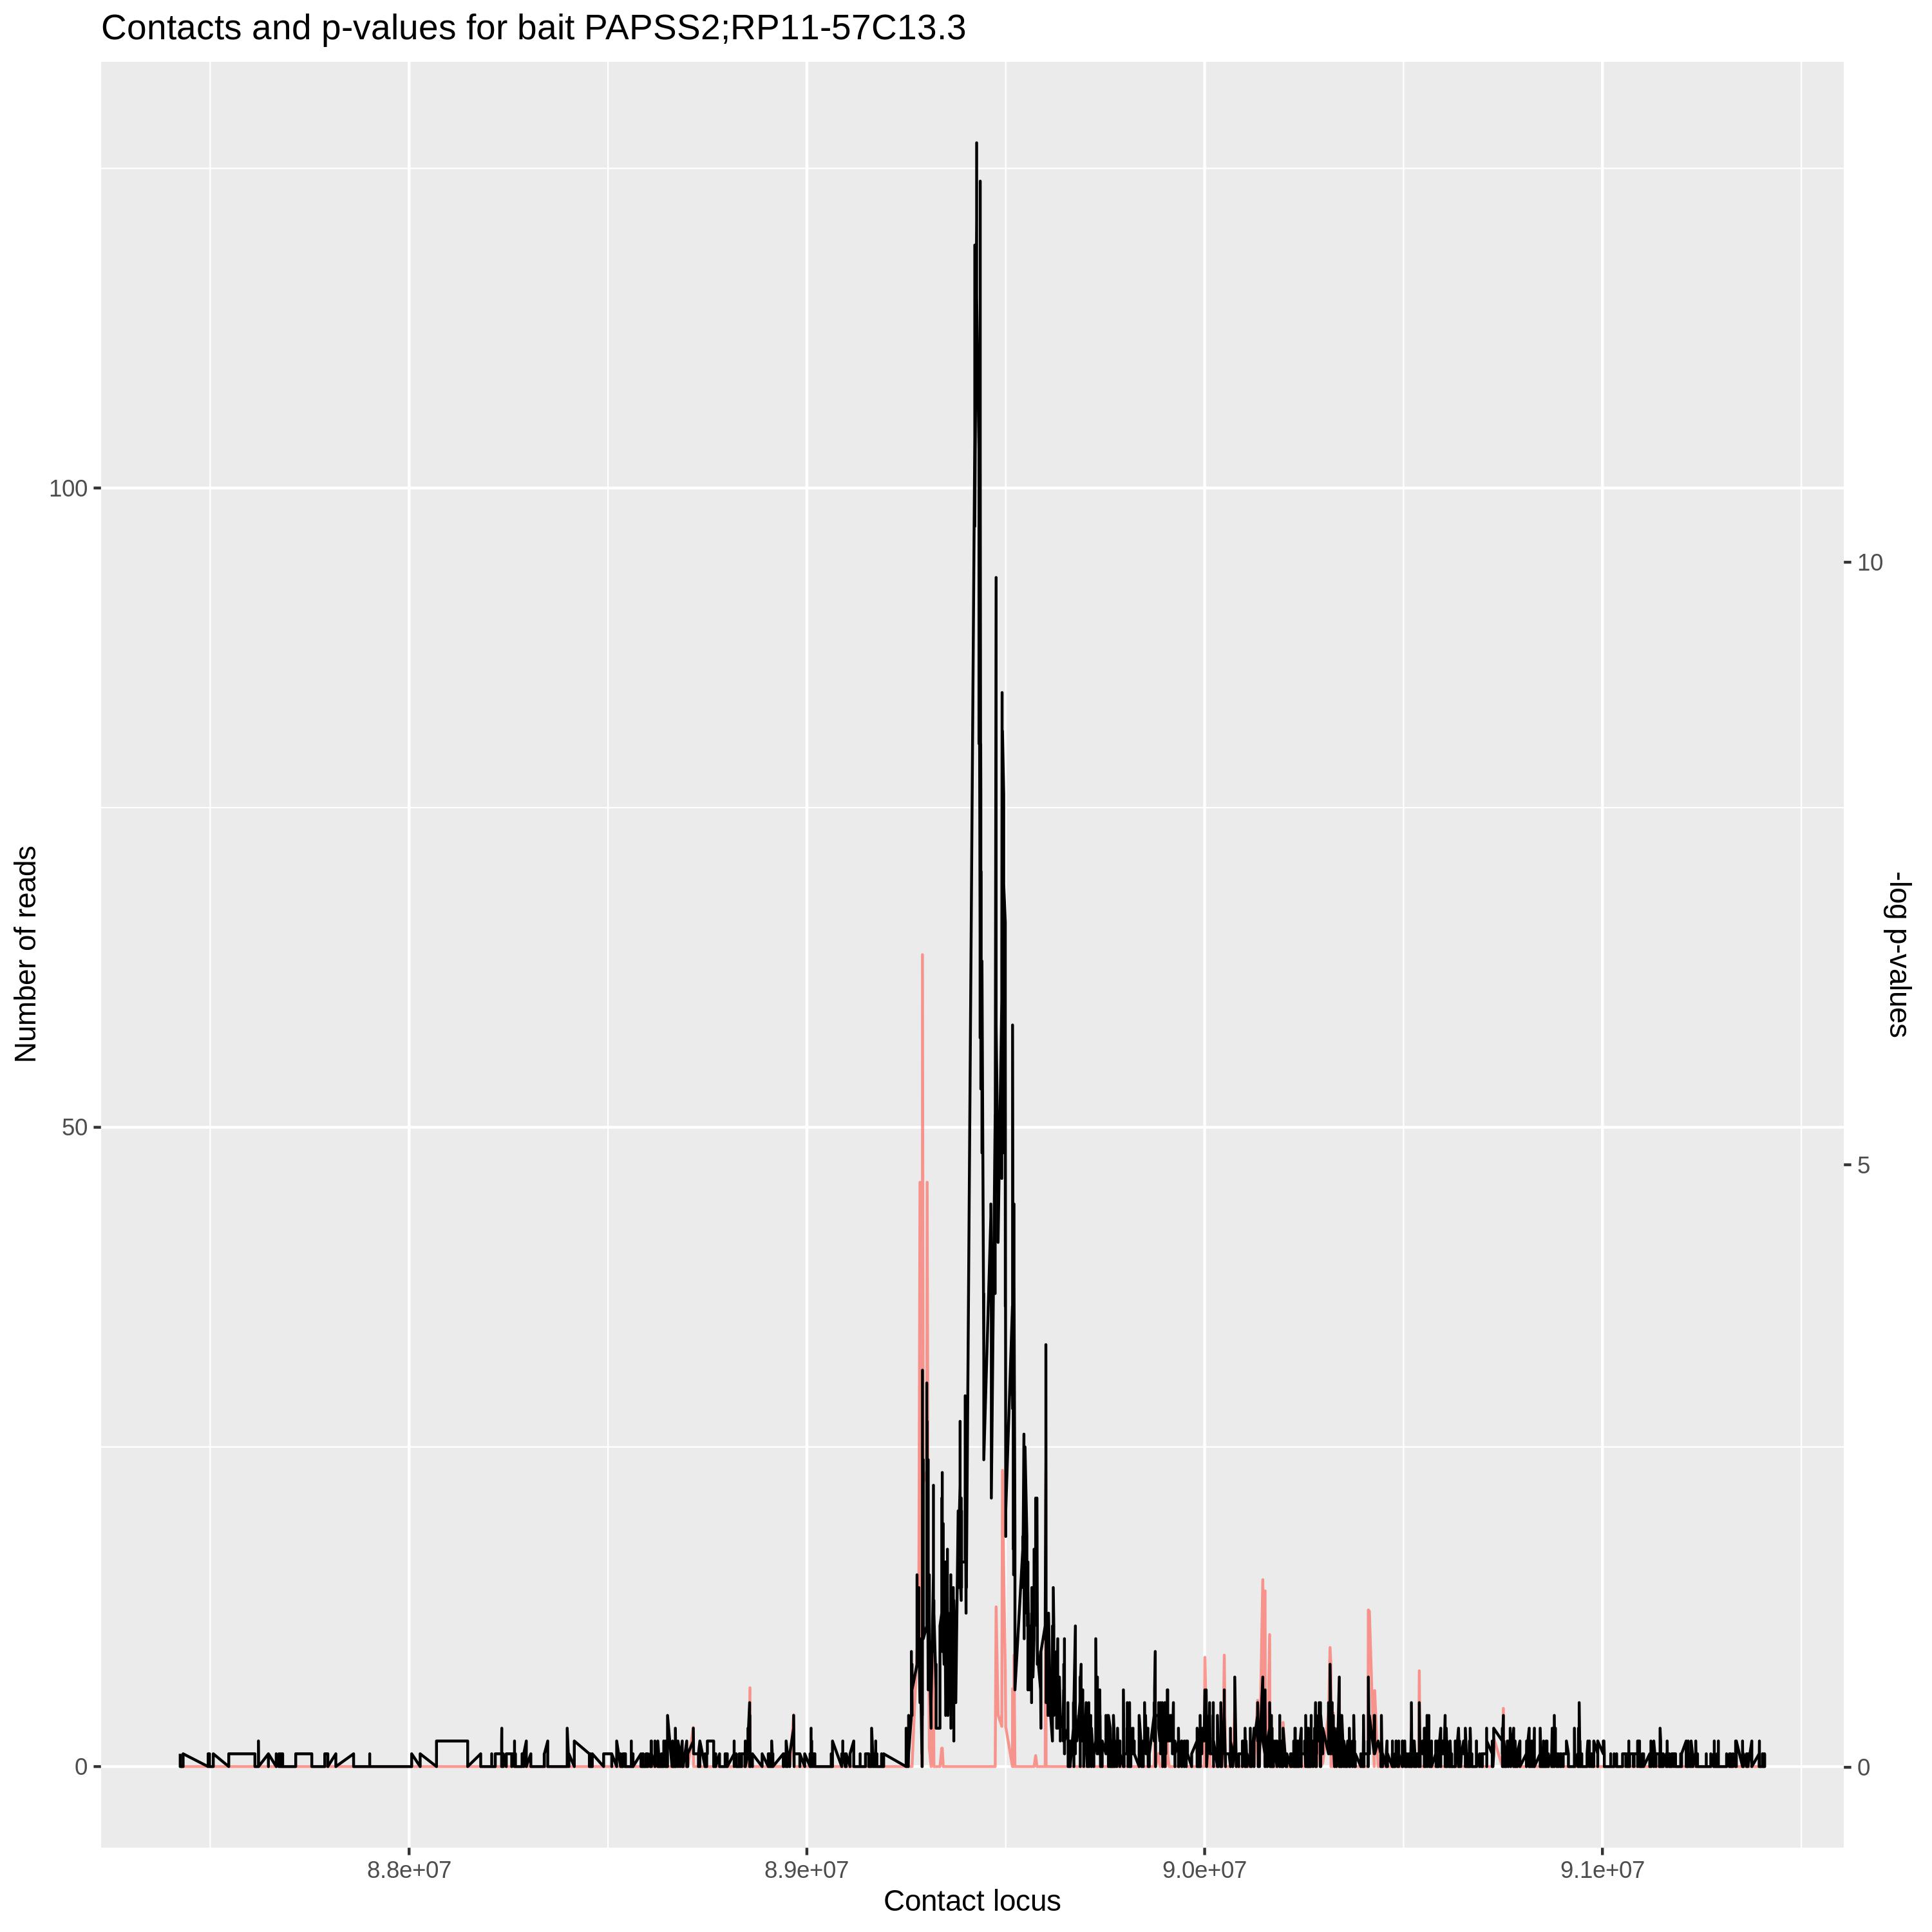 Contacts and p-values for bait PAPSS2;RP11-57C13.3
Number of reads
100
50
0
10
5
0
-log p-values
8.8e+07 8.9e+07 9.0e+07 9.1e+07
Contact locus